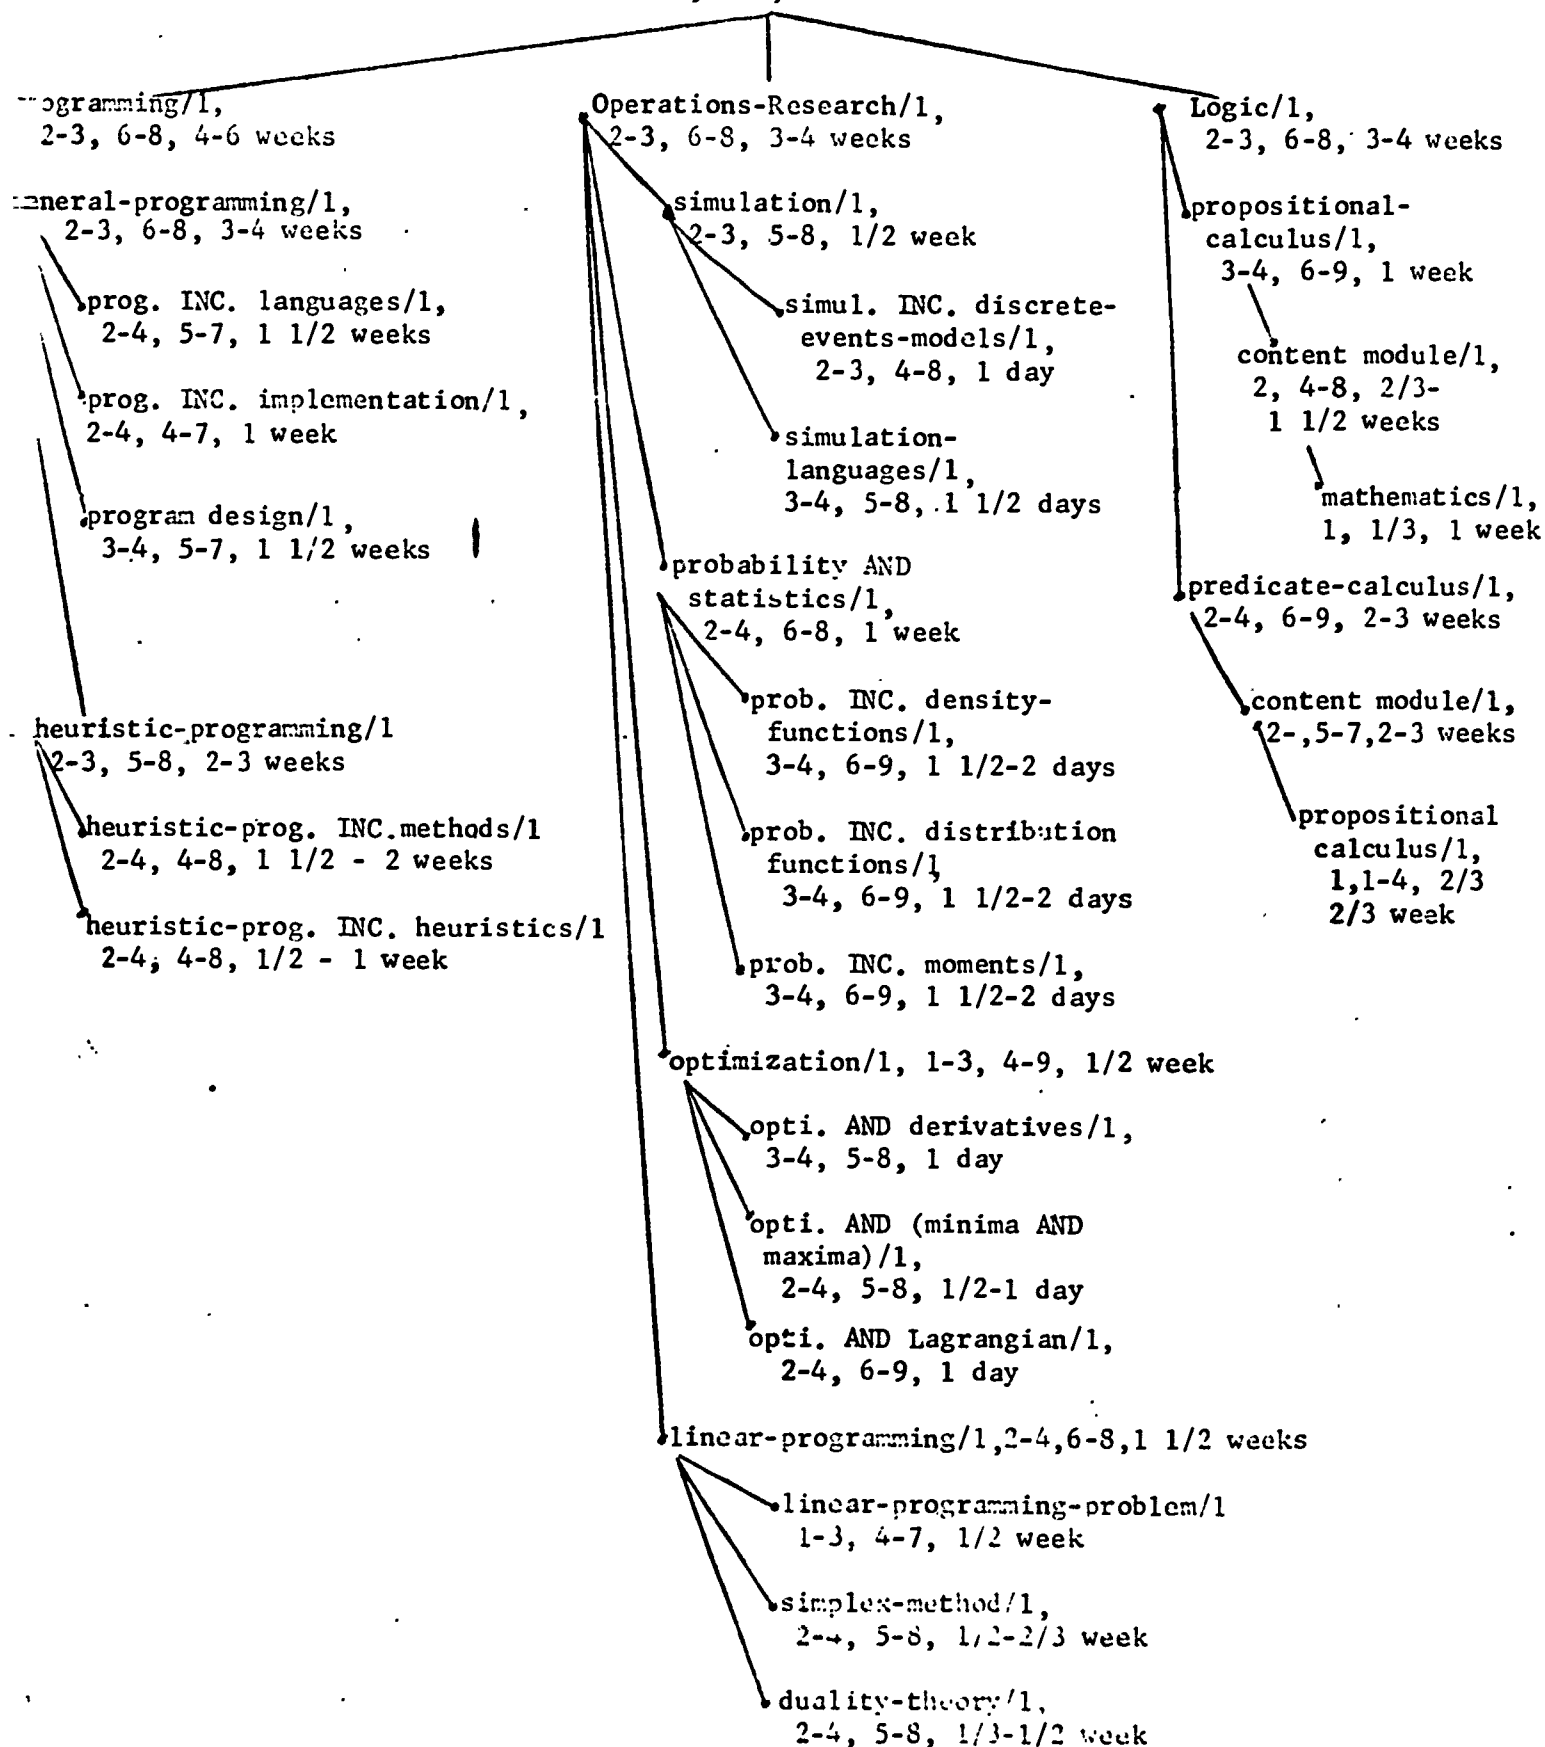 ogramming/1,
2-3, 6-8, 4-6 weeks
neral-programming/1,
2-3, 6-8, 3-4 weeks
prog. INC. languages/1,
2-4, 5-7, 1 1/2 weeks
prog. INC. implementation/1,
2-4, 4-7, 1 week
program design/1,
3-4, 5-7, 1 1/2 weeks
heuristic-programming/1
2-3, 5-8, 2-3 weeks
heuristic-prog. INC.methods/1
2-4, 4-8, 1 1/2 - 2 weeks
heuristic-prog. INC. heuristics/1
2-4, 4-8, 1/2 - 1 week
Operations-Research/1,
2-3, 6-8, 3-4 weeks
simulation/1,
2-3, 5-8, 1/2 week
simul. INC. discrete-
events-models/1,
2-3, 4-8, 1 day
simulation-
languages/1,
3-4, 5-8, 1 1/2 days
probability AND
statistics/1,
2-4, 6-8, 1 week
prob. INC. density-
functions/1,
3-4, 6-9, 1 1/2-2 days
prob. INC. distribution
functions/1,
3-4, 6-9, 1 1/2-2 days
prob. INC. moments/1,
3-4, 6-9, 1 1/2-2 days
optimization/1, 1-3, 4-9, 1/2 week
opti. AND derivatives/1,
3-4, 5-8, 1 day
opti. AND (minima AND
maxima)/1,
2-4, 5-8, 1/2-1 day
opti. AND Lagrangian/1,
2-4, 6-9, 1 day
linear-programming/1,2-4,6-8,1 1/2 weeks
linear-programming-problem/1
1-3, 4-7, 1/2 week
simplex-method/1,
2-4, 5-8, 1/2-2/3 week
duality-theory/1,
2-4, 5-8, 1/3-1/2 week
Logic/1,
2-3, 6-8, 3-4 weeks
propositional-
calculus/1,
3-4, 6-9, 1 week
content module/1,
2, 4-8, 2/3-
1 1/2 weeks
mathematics/1,
1, 1/3, 1 week
predicate-calculus/1,
2-4, 6-9, 2-3 weeks
content module/1,
2-,5-7,2-3 weeks
propositional
calculus/1,
1,1-4, 2/3
2/3 week